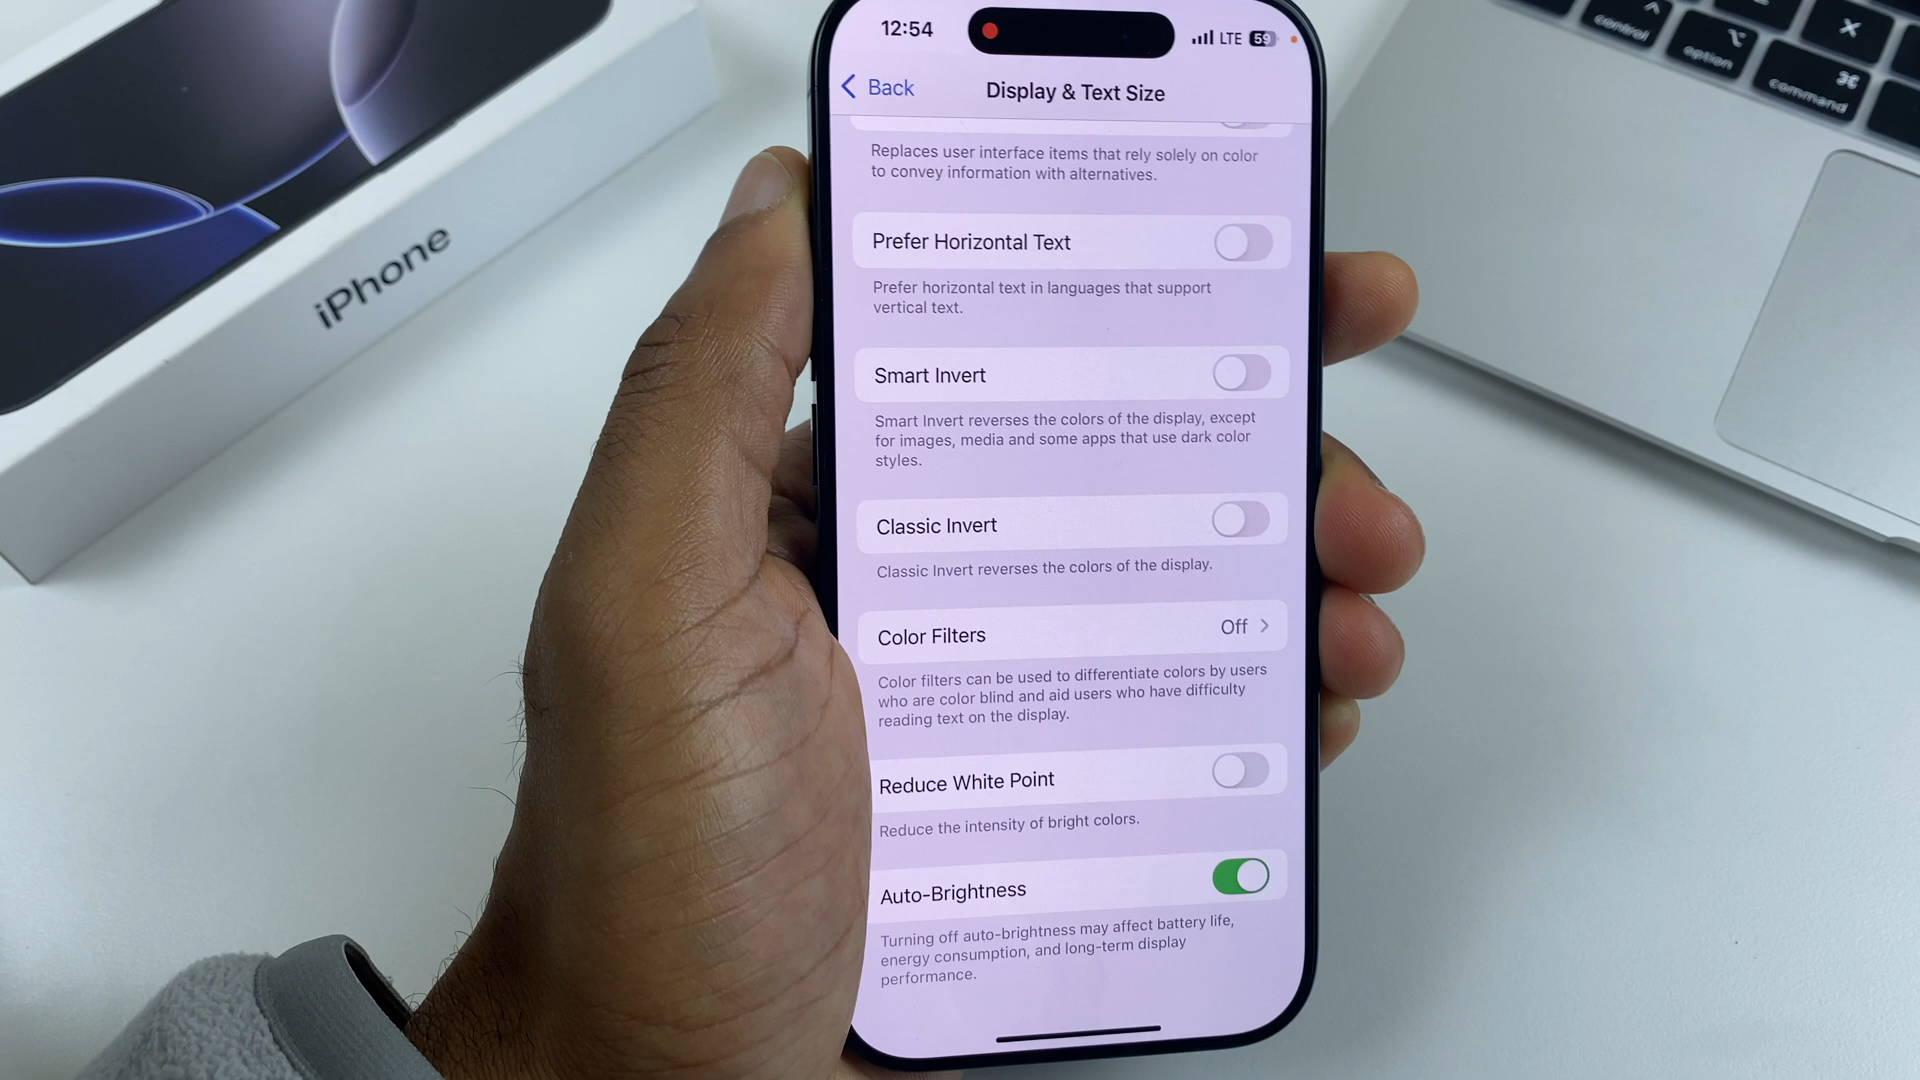 iPhone
control
option
command
12:54
LTE
59
Back
Display & Text Size
Replaces user interface items that rely solely on color
to convey information with alternatives.
Prefer Horizontal Text
Prefer horizontal text in languages that support
vertical text.
Smart Invert
Smart Invert reverses the colors of the display, except
for images, media and some apps that use dark color
styles.
Classic Invert
Classic Invert reverses the colors of the display.
Color Filters
Off
Color filters can be used to differentiate colors by users
who are color blind and aid users who have difficulty
reading text on the display.
Reduce White Point
Reduce the intensity of bright colors.
Auto-Brightness
Turning off auto-brightness may affect battery life,
energy consumption, and long-term display
performance.
X